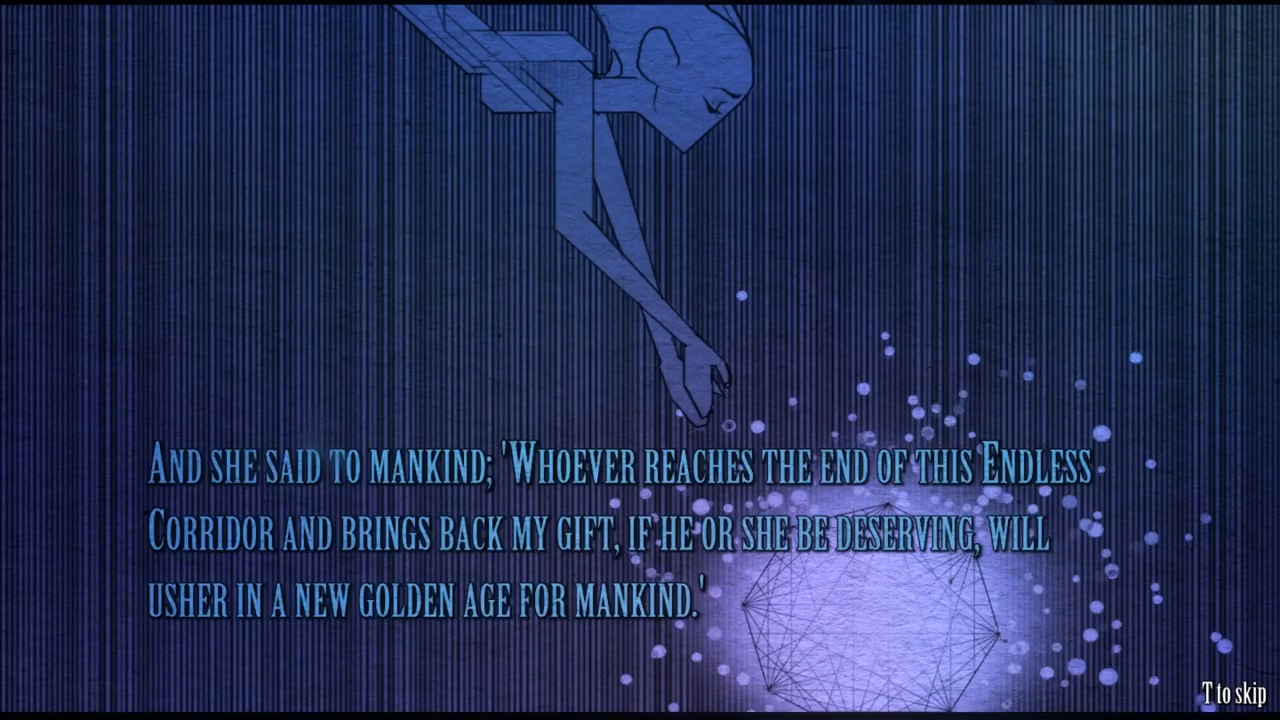 And she said to mankind; 'Whoever reaches the end of this Endless
Corridor and brings back my gift, if he or she be deserving, will
usher in a new golden age for mankind.'
T to skip